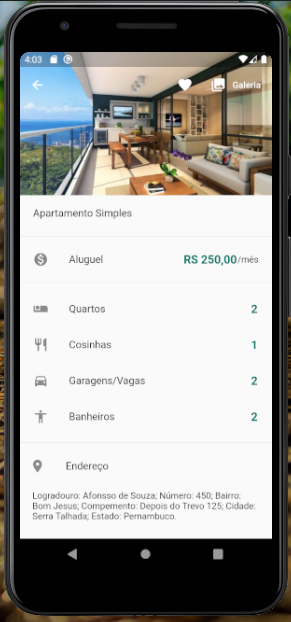 4:03
Galeria
Apartamento Simples
Aluguel RS 250,00/mês
Quartos 2
Cosinhas 1
Garagens/Vagas 2
Banheiros 2
Endereço
Logradouro: Afonsso de Souza; Número: 450; Bairro:
Bom Jesus; Compemento: Depois do Trevo 125; Cidade:
Serra Talhada; Estado: Pernambuco.